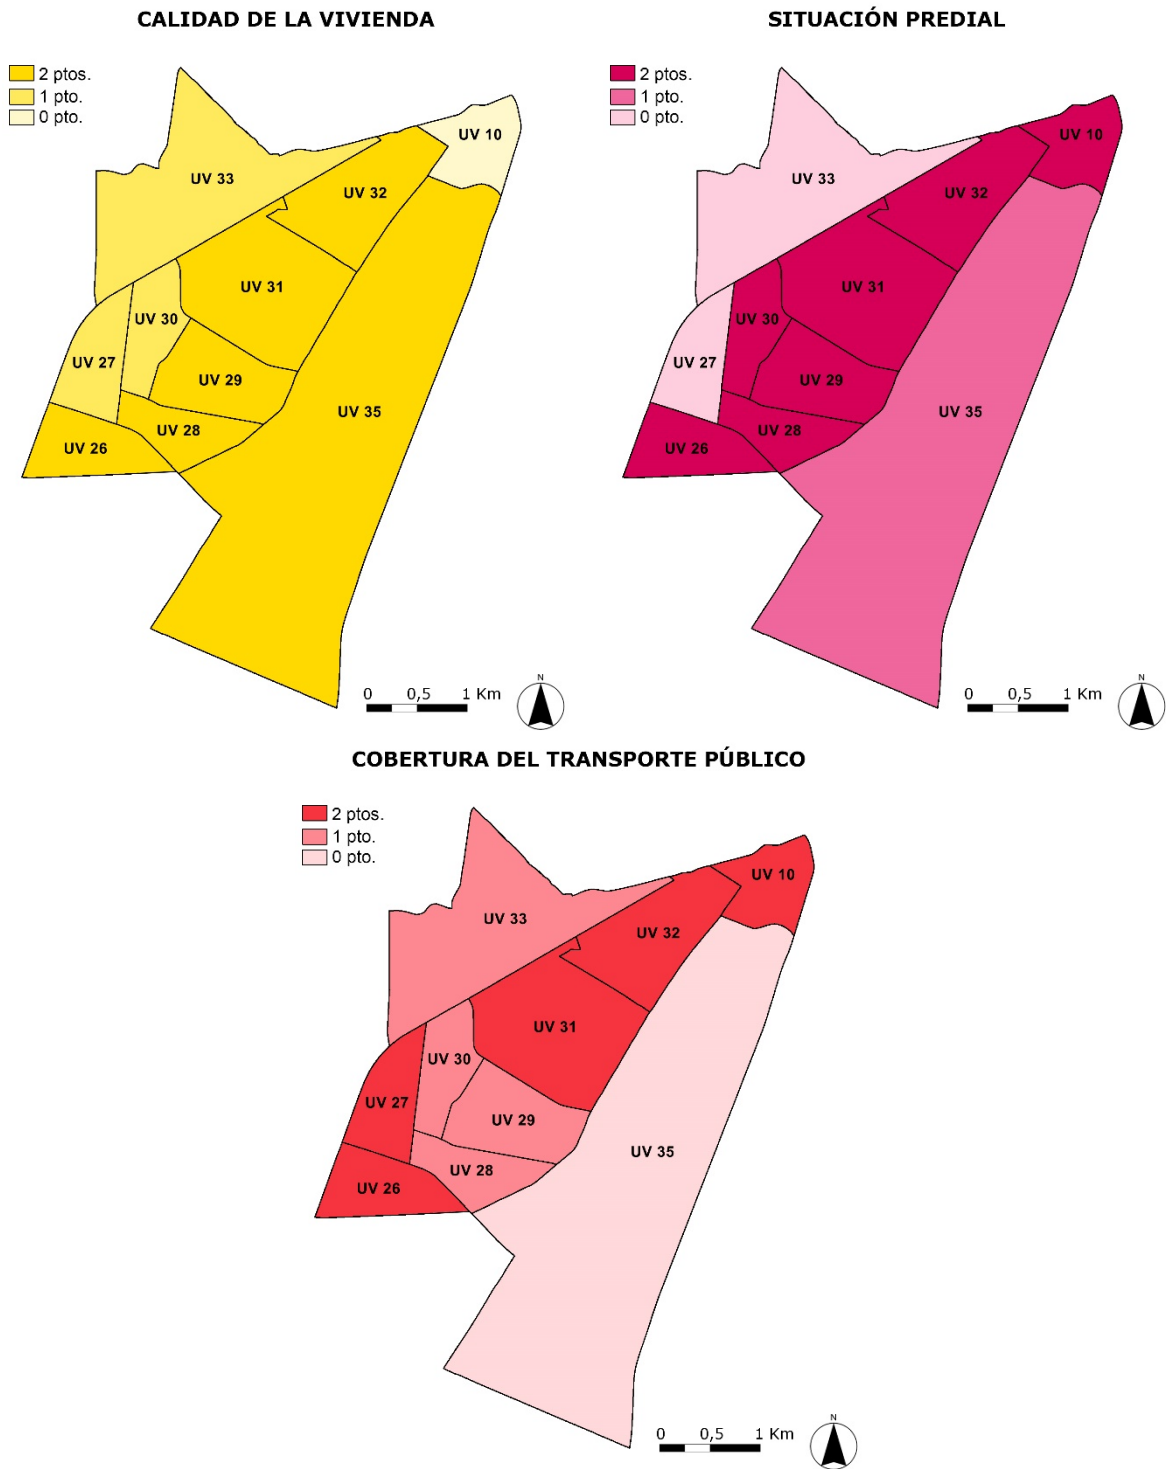 CALIDAD DE LA VIVIENDA
2 ptos.
1 pto.
0 pto.
UV 10
UV 33
UV 32
UV 31
UV 30
UV 27
UV 29
UV 35
UV 28
UV 26
0 0,5 1 Km
N
SITUACIÓN PREDIAL
2 ptos.
1 pto.
0 pto.
UV 10
UV 33
UV 32
UV 31
UV 30
UV 27
UV 29
UV 35
UV 28
UV 26
0 0,5 1 Km
N
COBERTURA DEL TRANSPORTE PÚBLICO
2 ptos.
1 pto.
0 pto.
UV 10
UV 33
UV 32
UV 31
UV 30
UV 27
UV 29
UV 35
UV 28
UV 26
0 0,5 1 Km
N